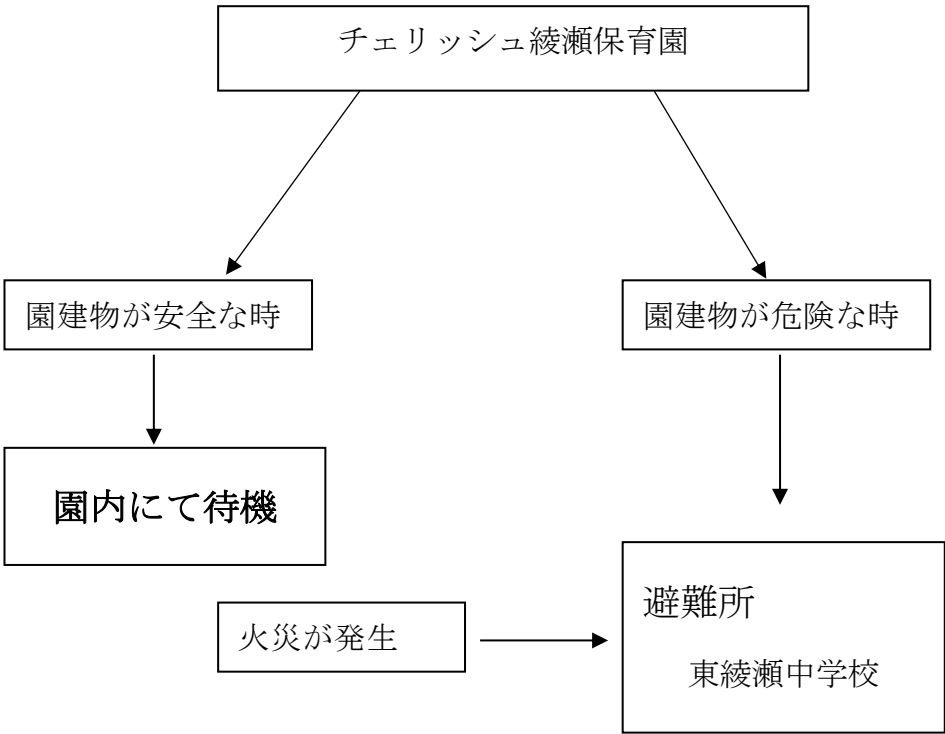 チェリッシュ綾瀬保育園
園建物が安全な時
園建物が危険な時
園内にて待機
火災が発生
避難所
東綾瀬中学校